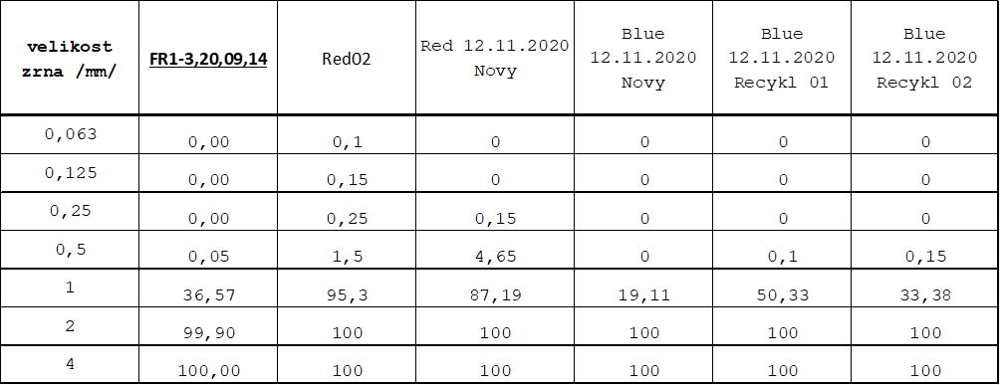 velikost zrna /mm/ FR1-3,20,09,14 Red02 Red 12.11.2020 Novy Blue 12.11.2020 Novy Blue 12.11.2020 Recykl 01 Blue 12.11.2020 Recykl 02
0,063 0,00 0,1 0 0 0 0
0,125 0,00 0,15 0 0 0 0
0,25 0,00 0,25 0,15 0 0 0
0,5 0,05 1,5 4,65 0 0,1 0,15
1 36,57 95,3 87,19 19,11 50,33 33,38
2 99,90 100 100 100 100 100
4 100,00 100 100 100 100 100